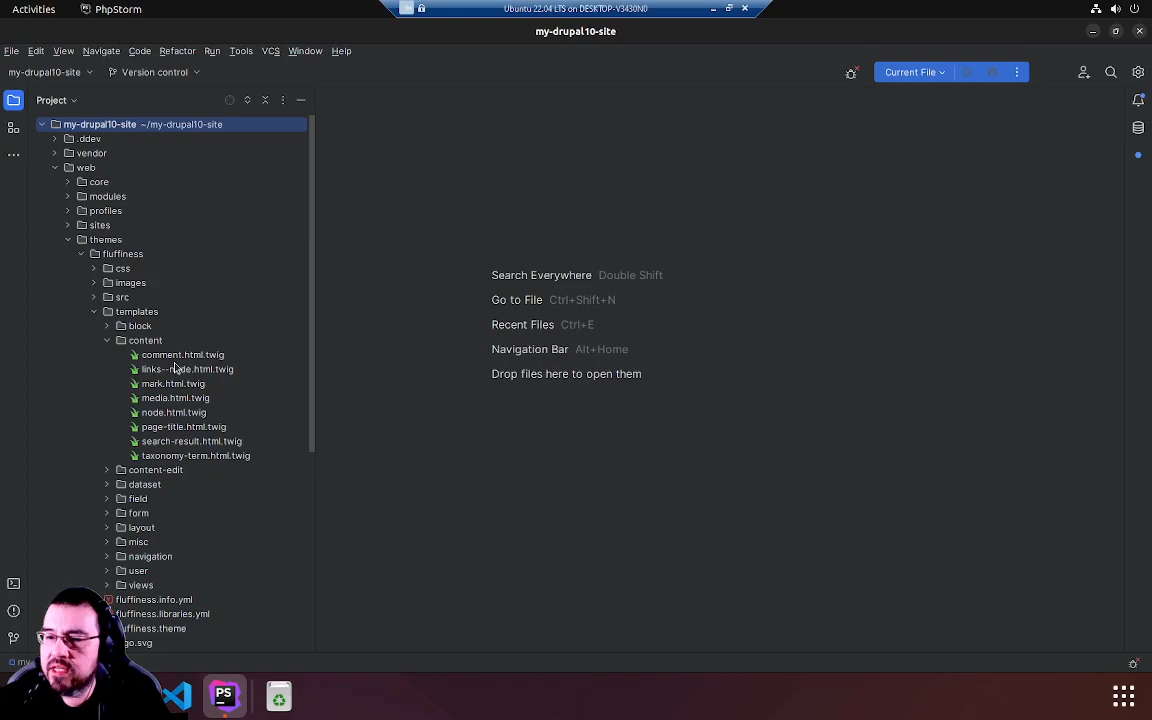 Activities PhpStorm Ubuntu 22.04 LTS on DESKTOP-V3430N0
my-drupal10-site
File Edit View Navigate Code Refactor Run Tools Git VCS Window Help
my-drupal10-site Version control Current File
Project
my-drupal10-site ~/my-drupal10-site
.ddev
vendor
web
core
modules
profiles
sites
themes
fluffiness
css
images
src
templates
block
content
comment.html.twig
links--node.html.twig
mark.html.twig
media.html.twig
node.html.twig
page-title.html.twig
search-result.html.twig
taxonomy-term.html.twig
content-edit
dataset
field
form
layout
misc
navigation
user
views
fluffiness.info.yml
fluffiness.libraries.yml
fluffiness.theme
go.svg
Search Everywhere Double Shift
Go to File Ctrl+Shift+N
Recent Files Ctrl+E
Navigation Bar Alt+Home
Drop files here to open them
my
PS